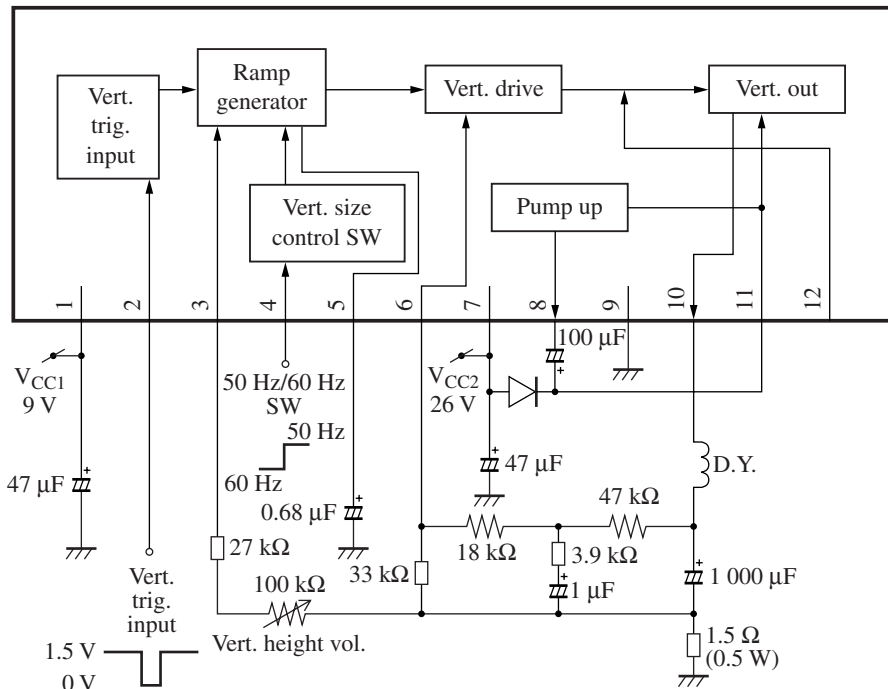 Ramp
generator
Vert. drive
Vert. out
Vert.
trig.
input
Vert. size
control SW
Pump up
1
2
3
4
5
6
7
8
9
10
11
12
100 µF
VCC1
9 V
50 Hz/60 Hz
SW
50 Hz
60 Hz
VCC2
26 V
D.Y.
47 µF
0.68 µF
47 µF
47 kΩ
27 kΩ
18 kΩ
3.9 kΩ
33 kΩ
100 kΩ
1 µF
1 000 µF
Vert.
trig.
input
Vert. height vol.
1.5 Ω
(0.5 W)
1.5 V
0 V
+
+
+
+
+
+